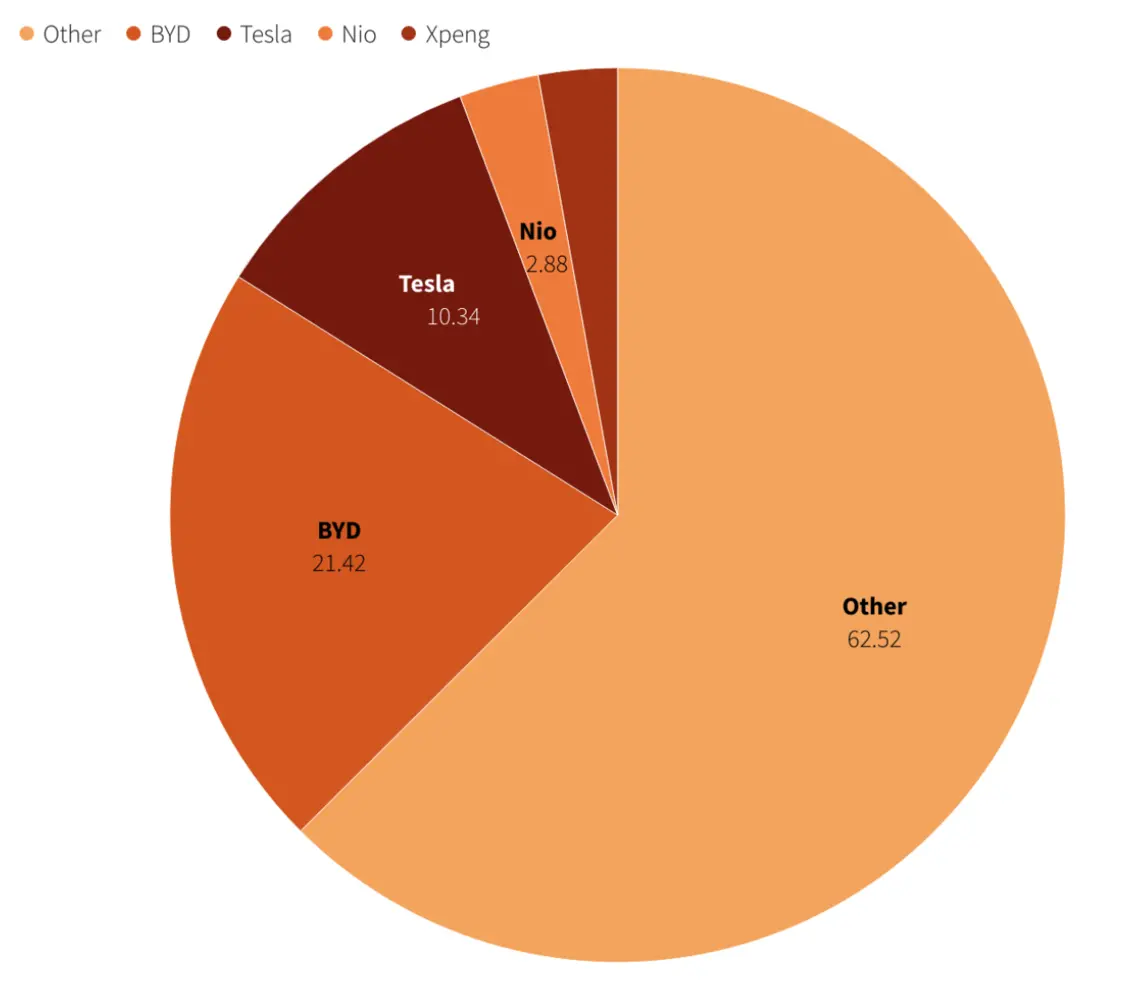 Other BYD Tesla Nio Xpeng
Nio
2.88
Tesla
10.34
BYD
21.42
Other
62.52